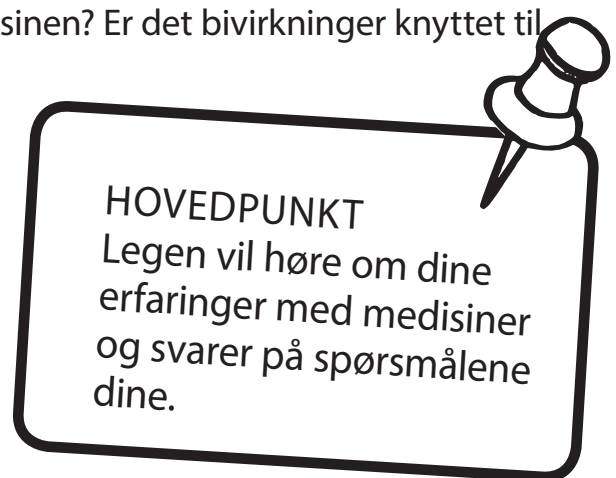 sinen? Er det bivirkninger knyttet til
HOVEDPUNKT
Legen vil høre om dine
erfaringer med medisiner
og svarer på spørsmålene
dine.